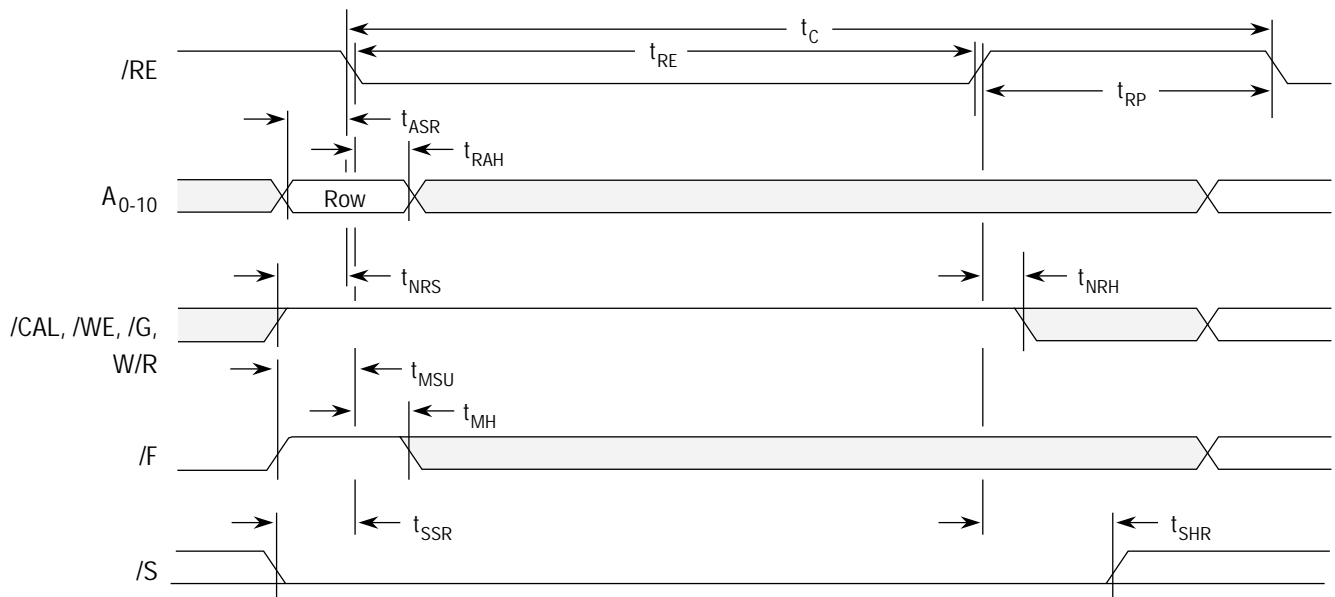 t_C
/RE
t_RE
t_RP
t_ASR
t_RAH
A_0-10
Row
t_NRS
t_NRH
/CAL, /WE, /G,
W/R
t_MSU
t_MH
/F
t_SSR
t_SHR
/S